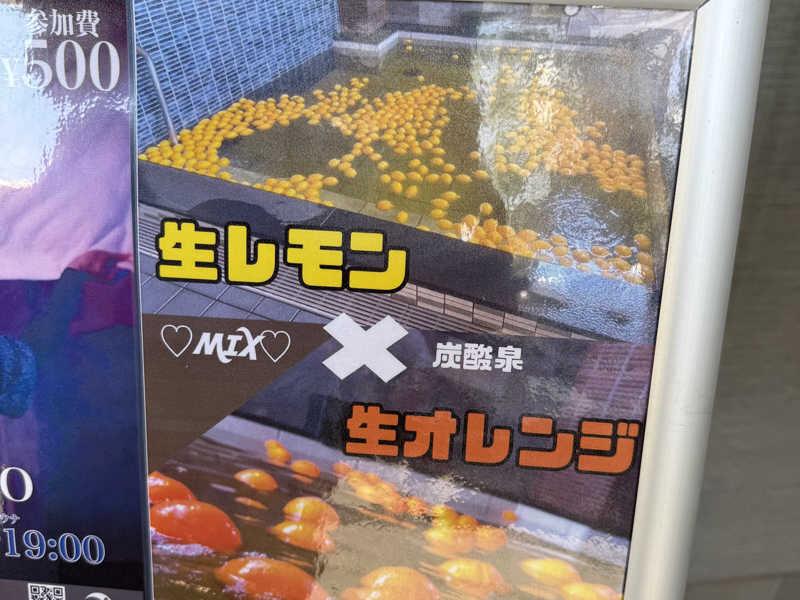 参加費
¥500
生レモン
♡MIX♡
炭酸泉
生オレンジ
19:00